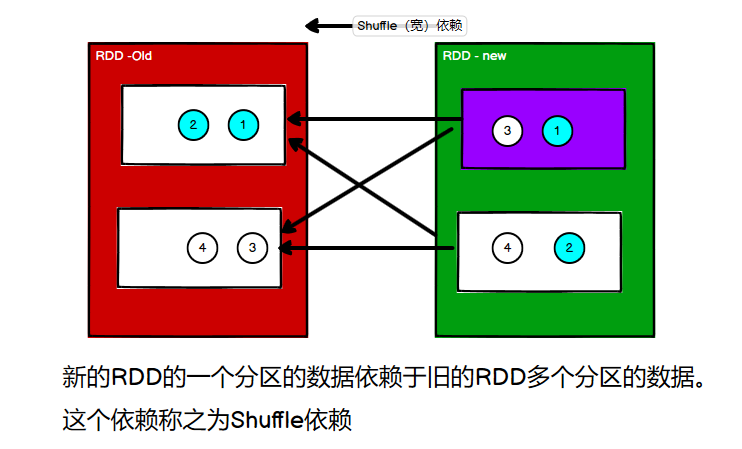 Shuffle（宽）依赖
RDD -Old
RDD - new
2 1
3 1
4 3
4 2
新的RDD的一个分区的数据依赖于旧的RDD多个分区的数据。
这个依赖称之为Shuffle依赖